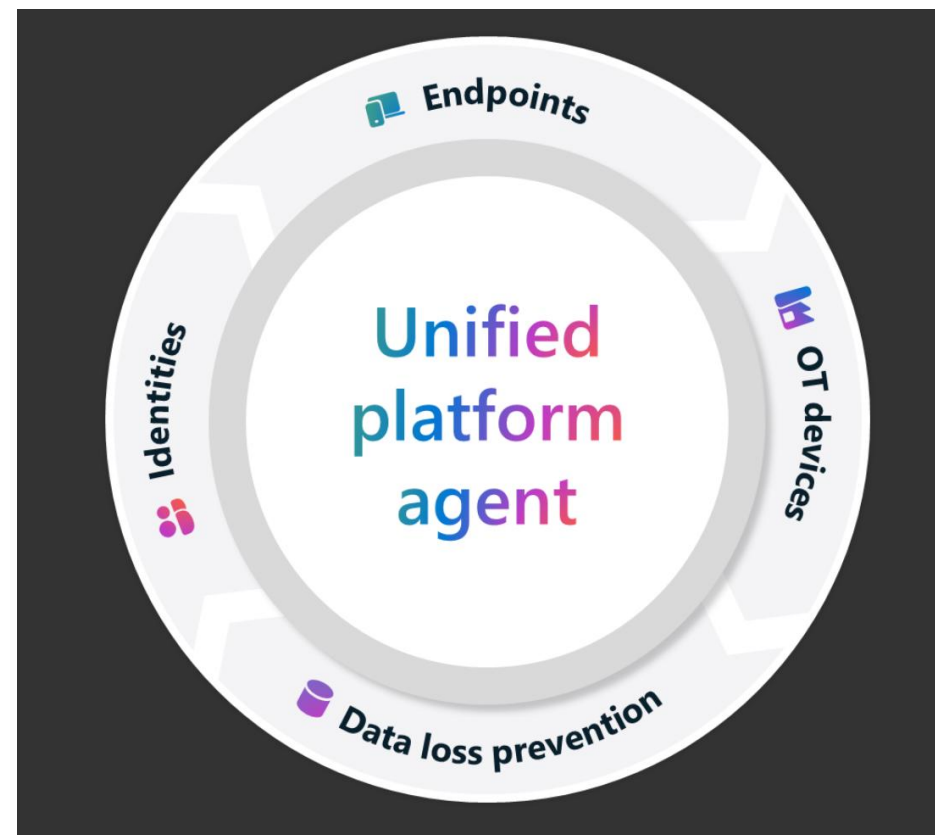 Endpoints
OT devices
Data loss prevention
Identities
Unified
platform
agent